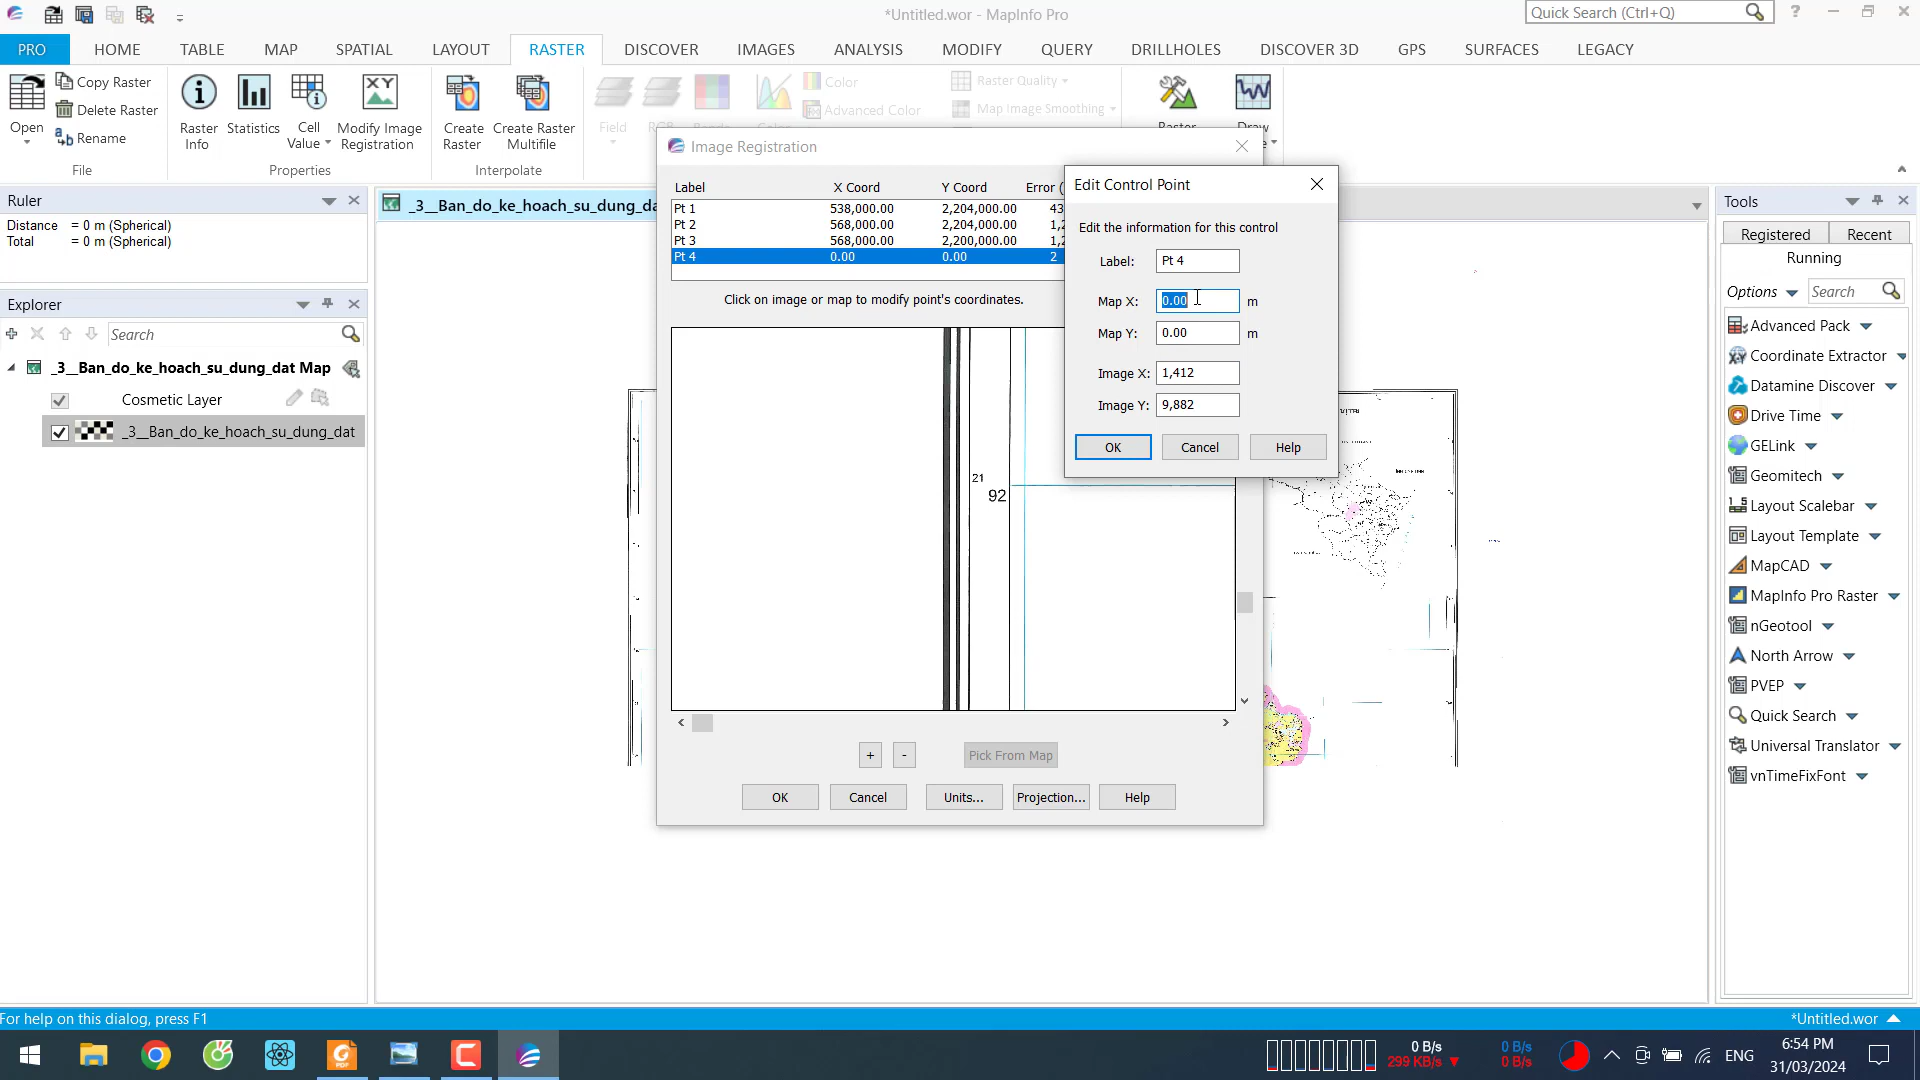 *Untitled.wor - MapInfo Pro
Quick Search (Ctrl+Q)
PRO HOME TABLE MAP SPATIAL LAYOUT RASTER DISCOVER IMAGES ANALYSIS MODIFY QUERY DRILLHOLES DISCOVER 3D GPS SURFACES LEGACY
Open
Copy Raster
Delete Raster
Rename
File
Raster Info
Statistics
Cell Value
Modify Image Registration
Properties
Create Raster
Create Raster Multifile
Interpolate
Field
Color
Advanced Color
Raster Quality
Map Image Smoothing
Ruler
Distance = 0 m (Spherical)
Total = 0 m (Spherical)
Explorer
Search
_3__Ban_do_ke_hoach_su_dung_dat Map
Cosmetic Layer
_3__Ban_do_ke_hoach_su_dung_dat
_3__Ban_do_ke_hoach_su_dung_da
Image Registration
Label X Coord Y Coord Error (
Pt 1 538,000.00 2,204,000.00 43
Pt 2 568,000.00 2,204,000.00 1,2
Pt 3 568,000.00 2,200,000.00 1,2
Pt 4 0.00 0.00 2
Click on image or map to modify point's coordinates.
21
92
+ - Pick From Map
OK Cancel Units... Projection... Help
Edit Control Point
Edit the information for this control
Label: Pt 4
Map X: 0.00 m
Map Y: 0.00 m
Image X: 1,412
Image Y: 9,882
OK Cancel Help
Tools
Registered Recent
Running
Options Search
Advanced Pack
Coordinate Extractor
Datamine Discover
Drive Time
GELink
Geomitech
Layout Scalebar
Layout Template
MapCAD
MapInfo Pro Raster
nGeotool
North Arrow
PVEP
Quick Search
Universal Translator
vnTimeFixFont
For help on this dialog, press F1
*Untitled.wor
0 B/s
299 KB/s
0 B/s
0 B/s
ENG
6:54 PM
31/03/2024